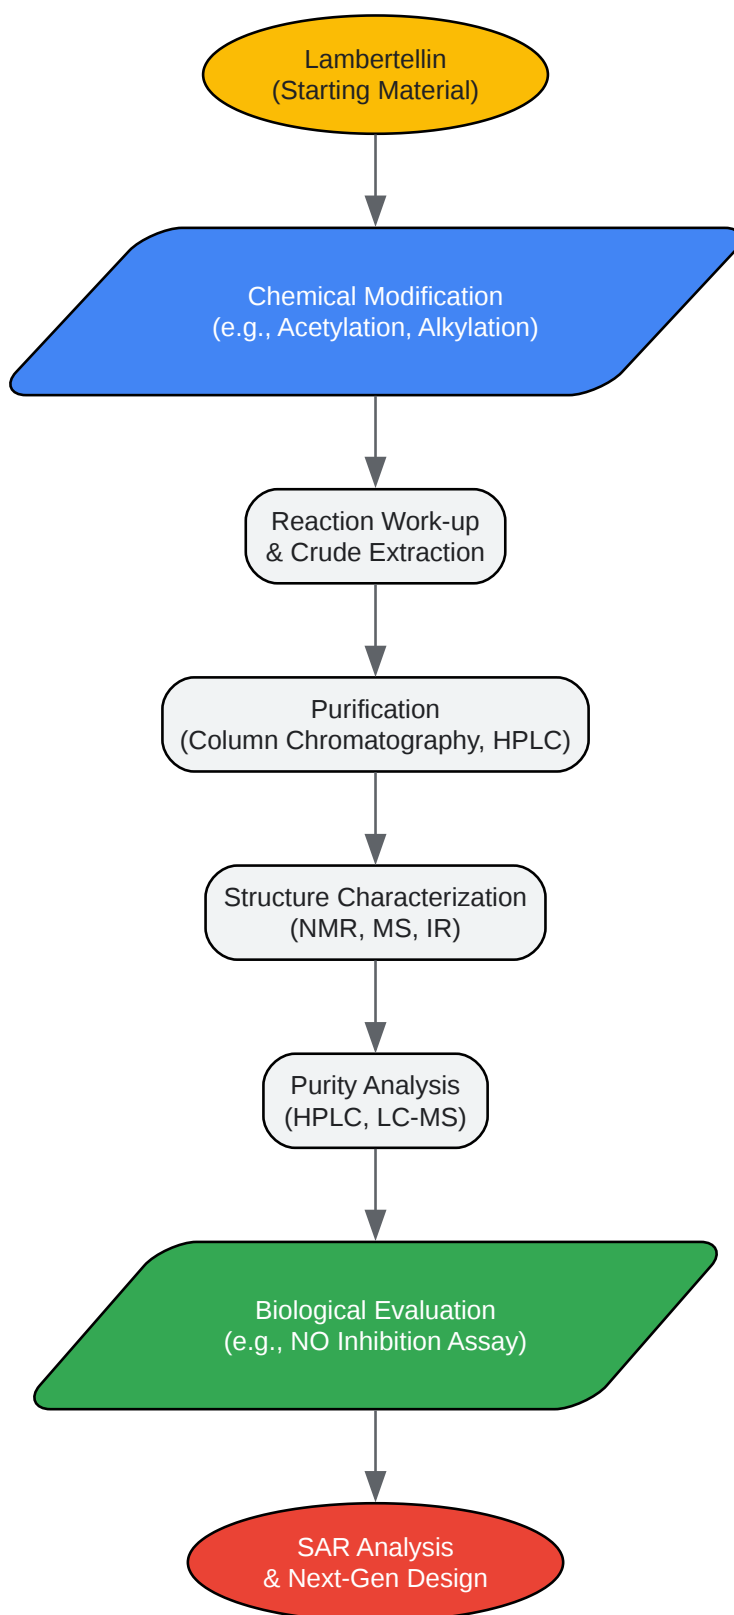 Lambertellin
(Starting Material)
Chemical Modification
(e.g., Acetylation, Alkylation)
Reaction Work-up
& Crude Extraction
Purification
(Column Chromatography, HPLC)
Structure Characterization
(NMR, MS, IR)
Purity Analysis
(HPLC, LC-MS)
Biological Evaluation
(e.g., NO Inhibition Assay)
SAR Analysis
& Next-Gen Design